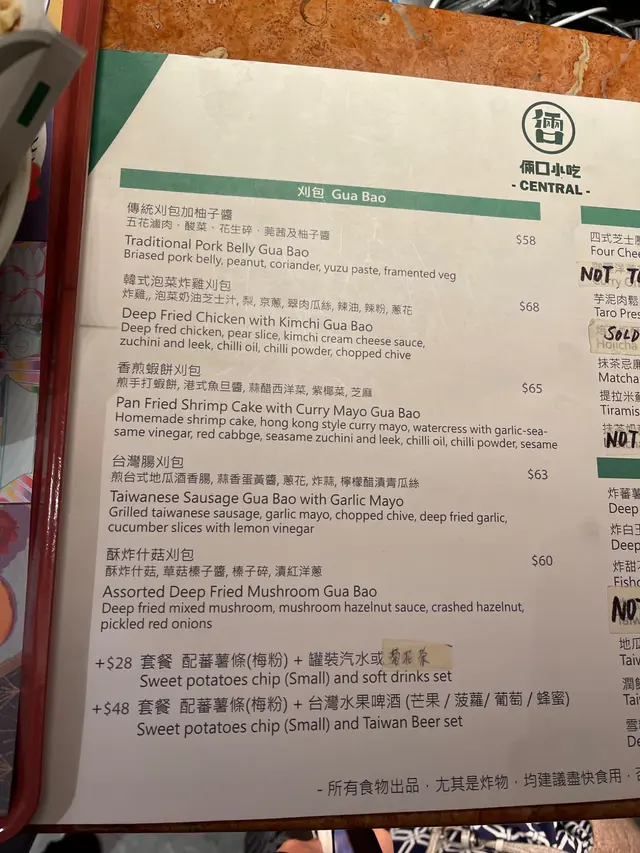 倆
倆口小吃
- CENTRAL -
刈包 Gua Bao
傳統刈包加柚子醬
五花滷肉、酸菜、花生碎、芫茜及柚子醬
$58
Traditional Pork Belly Gua Bao
Briased pork belly, peanut, coriander, yuzu paste, framented veg
韓式泡菜炸雞刈包
炸雞,, 泡菜奶油芝士汁, 梨, 京蔥, 翠肉瓜絲, 辣油, 辣粉, 蔥花
$68
Deep Fried Chicken with Kimchi Gua Bao
Deep fred chicken, pear slice, kimchi cream cheese sauce,
zuchini and leek, chilli oil, chilli powder, chopped chive
香煎蝦餅刈包
煎手打蝦餅, 港式魚旦醬, 蒜醋西洋菜, 紫椰菜, 芝麻
$65
Pan Fried Shrimp Cake with Curry Mayo Gua Bao
Homemade shrimp cake, hong kong style curry mayo, watercress with garlic-sea-
same vinegar, red cabbge, seasame zuchini and leek, chilli oil, chilli powder, sesame
台灣腸刈包
煎台式地瓜酒香腸, 蒜香蛋黃醬, 蔥花, 炸蒜, 檸檬醋漬青瓜絲
$63
Taiwanese Sausage Gua Bao with Garlic Mayo
Grilled taiwanese sausage, garlic mayo, chopped chive, deep fried garlic,
cucumber slices with lemon vinegar
酥炸什菇刈包
酥炸什菇, 草菇榛子醬, 榛子碎, 漬紅洋蔥
$60
Assorted Deep Fried Mushroom Gua Bao
Deep fried mixed mushroom, mushroom hazelnut sauce, crashed hazelnut,
pickled red onions
+$28 套餐 配蕃薯條(梅粉) + 罐裝汽水或
Sweet potatoes chip (Small) and soft drinks set
+$48 套餐 配蕃薯條(梅粉) + 台灣水果啤酒 (芒果 / 菠蘿/ 葡萄 / 蜂蜜)
Sweet potatoes chip (Small) and Taiwan Beer set
- 所有食物出品，尤其是炸物，均建議盡快食用，
四式芝士
Four Chee
NOT TO
芋泥肉鬆
Taro Pres
SOLD
Hojicha
抹茶忌廉
Matcha
提拉米蘇
Tiramis
NOT
炸蕃薯
Deep
炸白玉
Deep
炸甜不
Fishc
NOT
地瓜
Taiw
潤餅
Tai
雪
De